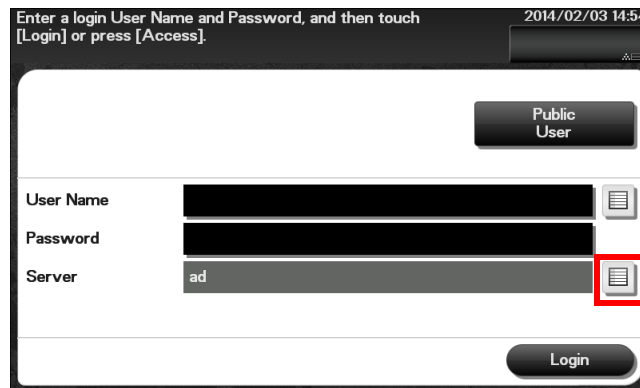 Enter a login User Name and Password, and then touch
[Login] or press [Access].
2014/02/03 14:54
Public
User
User Name
Password
Server
ad
Login